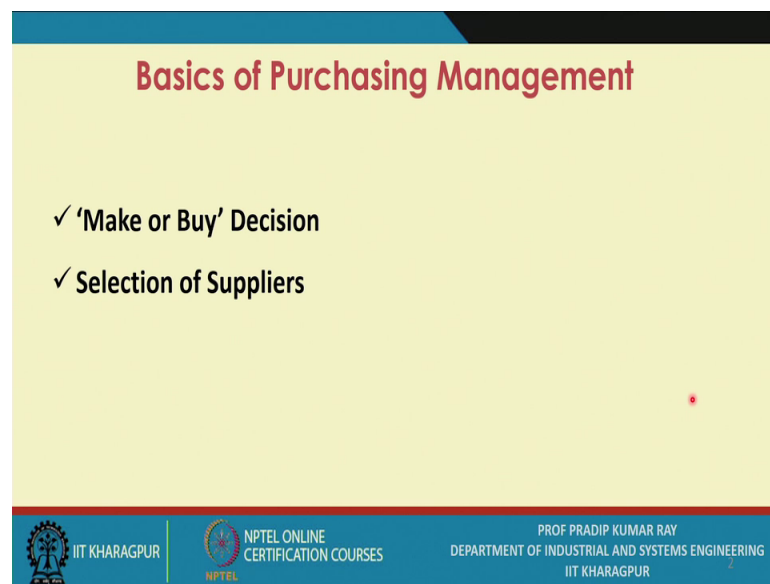 Basics of Purchasing Management
✓ 'Make or Buy' Decision
✓ Selection of Suppliers
IIT KHARAGPUR
NPTEL
NPTEL ONLINE
CERTIFICATION COURSES
PROF PRADIP KUMAR RAY
DEPARTMENT OF INDUSTRIAL AND SYSTEMS ENGINEERING
IIT KHARAGPUR
2